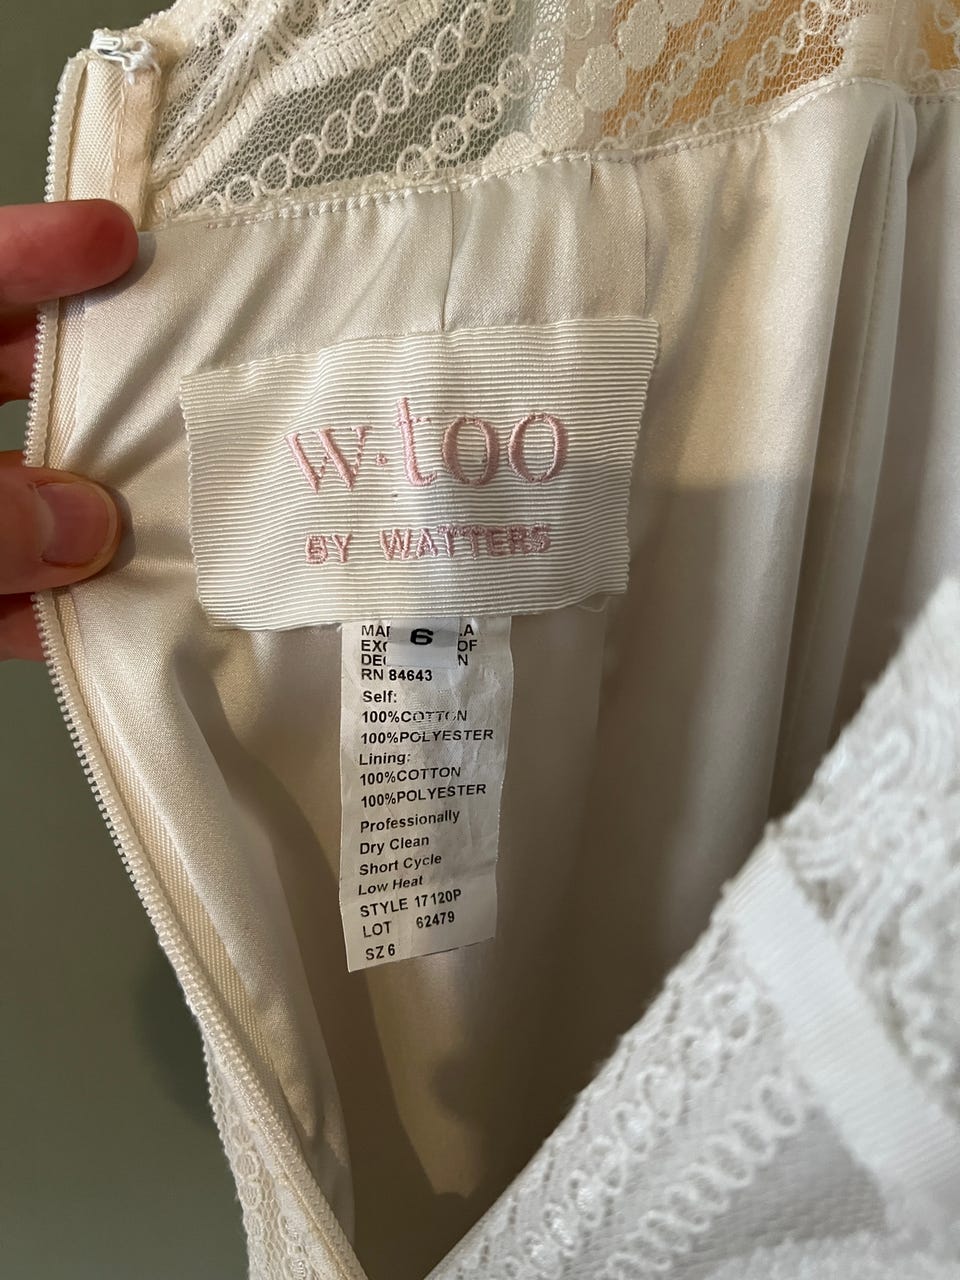 w·too
BY WATTERS
6
RN 84643
Self:
100%COTTON
100%POLYESTER
Lining:
100%COTTON
100%POLYESTER
Professionally
Dry Clean
Short Cycle
Low Heat
STYLE 17120P
LOT 62479
SZ 6